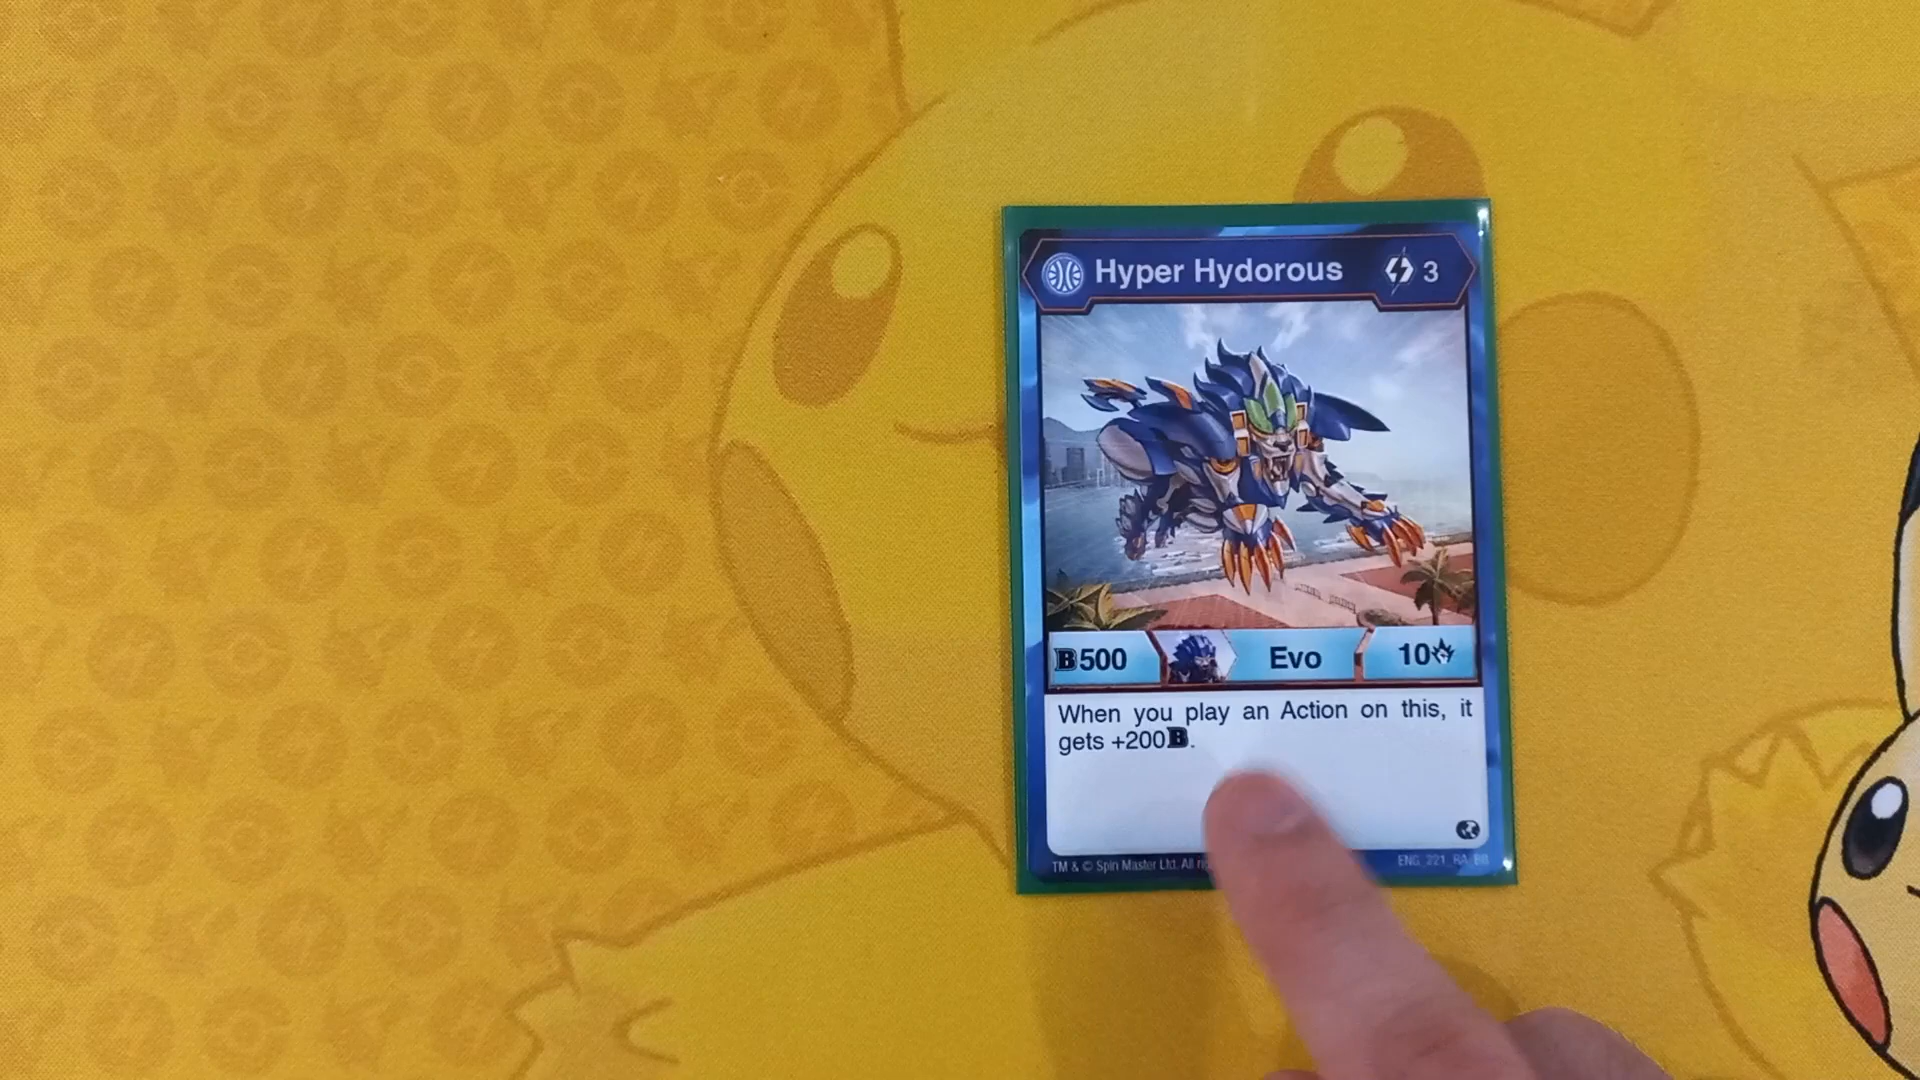 Hyper Hydorous 3
B500 Evo 10
When you play an Action on this, it
gets +200B.
TM & © Spin Master Ltd. All
ENG 221 RA BB